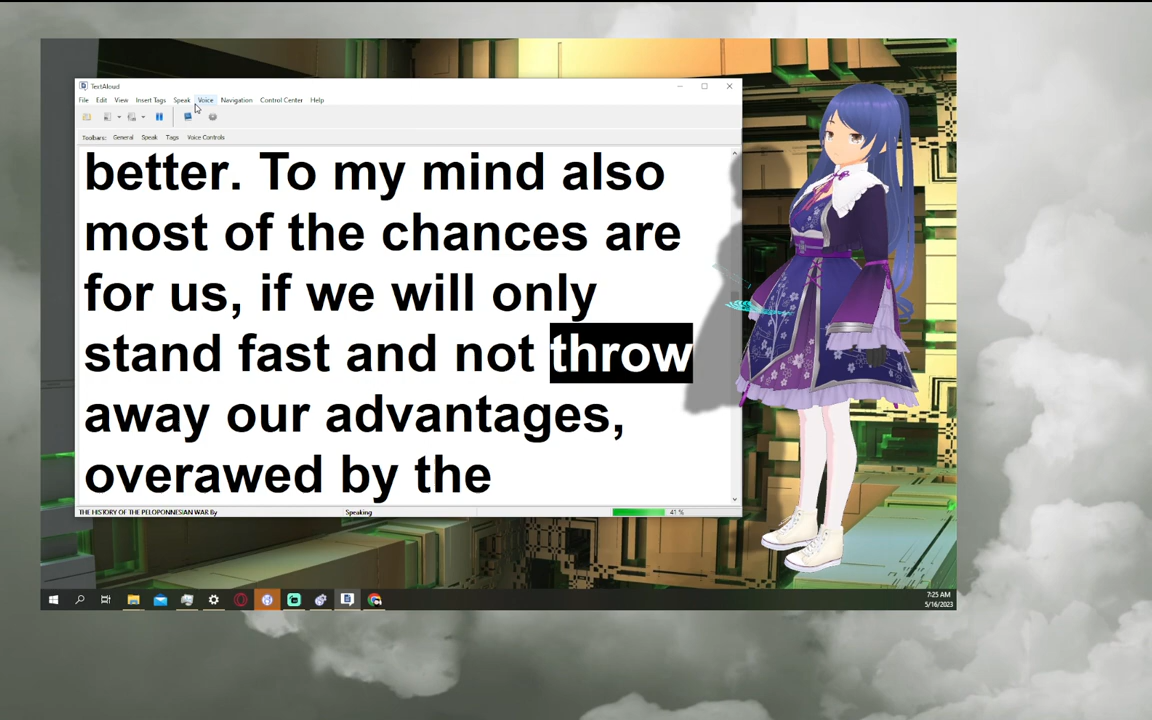 TextAloud
File Edit View Insert Tags Speak Voice Navigation Control Center Help
Toolbars: General Speak Tags Voice Controls
better. To my mind also
most of the chances are
for us, if we will only
stand fast and not throw
away our advantages,
overawed by the
THE HISTORY OF THE PELOPONNESIAN WAR By Speaking 41 %
7:25 AM
5/16/2023